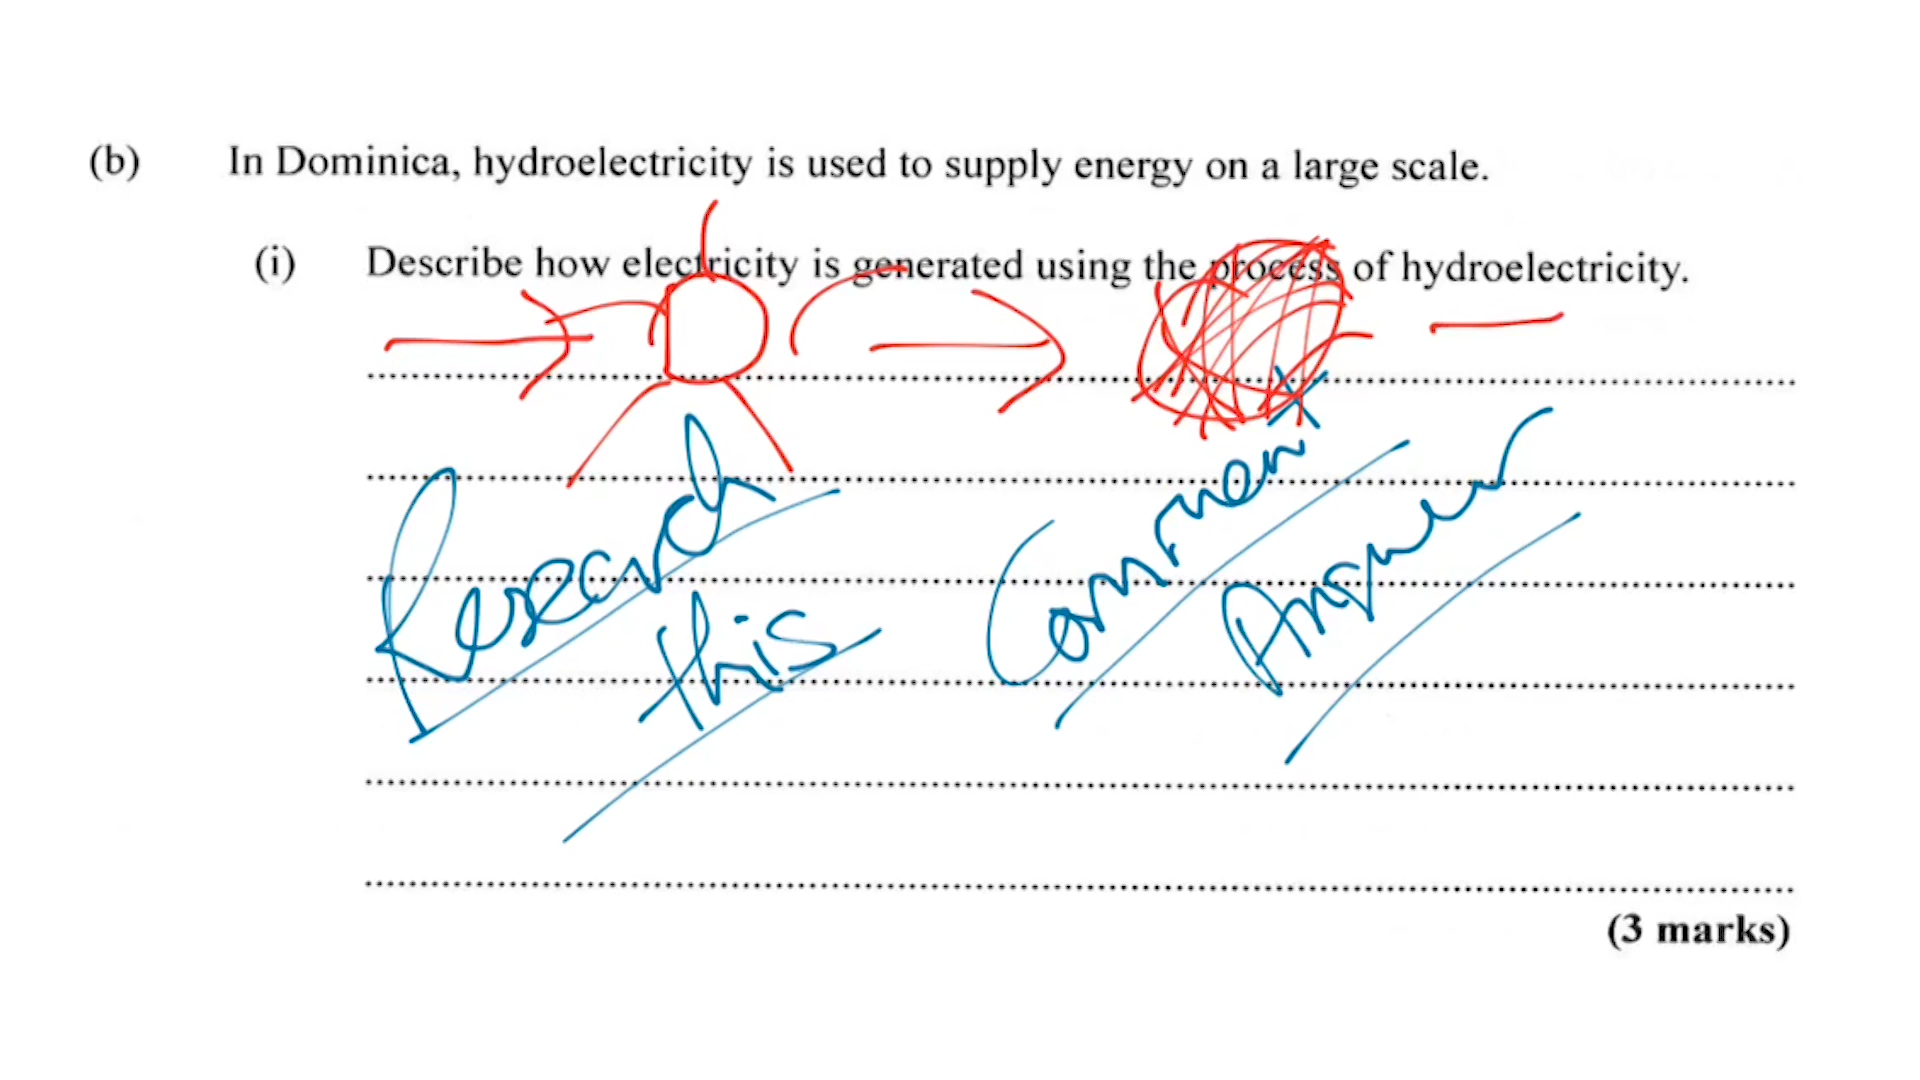 (b) In Dominica, hydroelectricity is used to supply energy on a large scale.
(i) Describe how electricity is generated using the process of hydroelectricity.
Research
this
Comment
Answer
(3 marks)